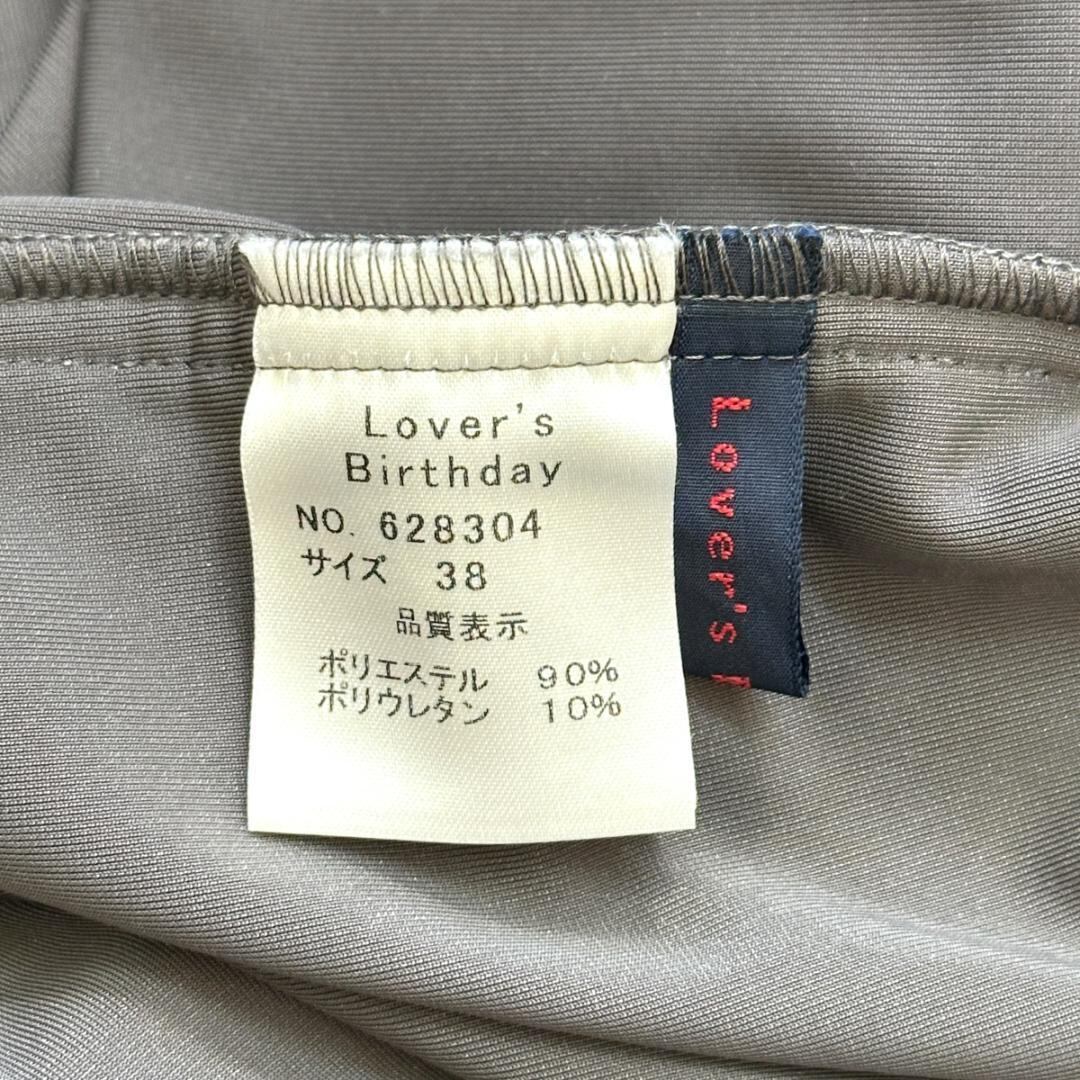 Lover's
Birthday
NO. 628304
サイズ 38
品質表示
ポリエステル 90%
ポリウレタン 10%
Lover's